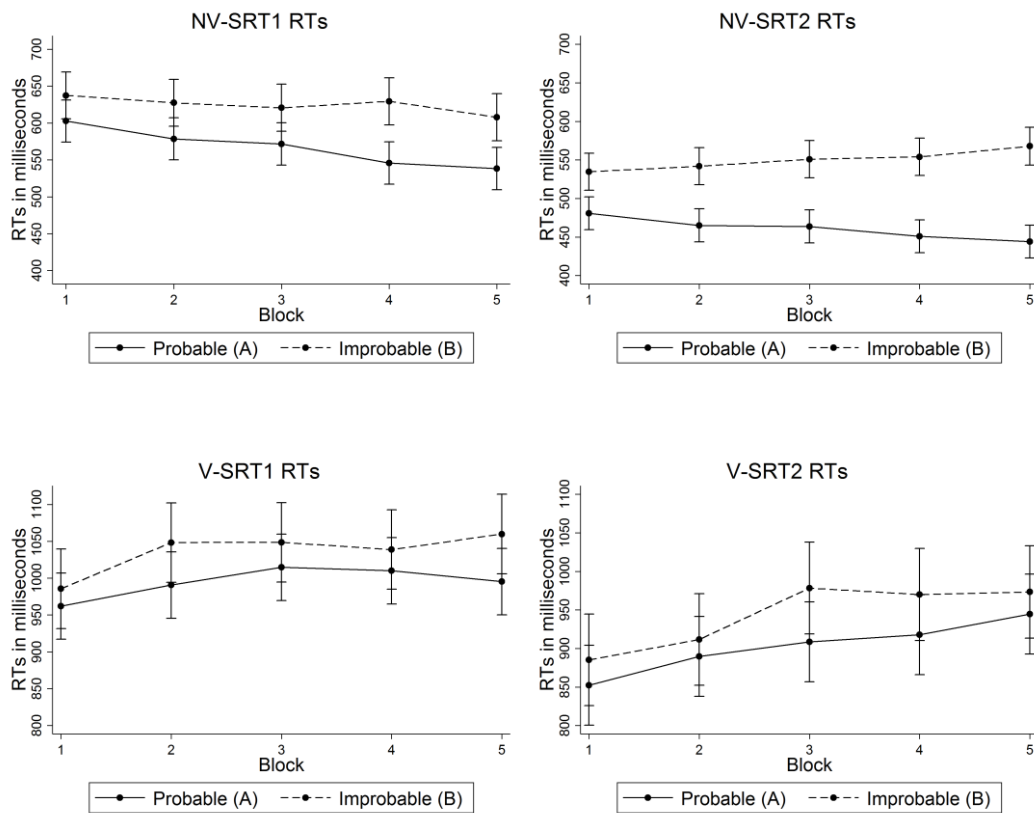 NV-SRT1 RTs
RTs in milliseconds
700
650
600
550
500
450
400
1 2 3 4 5
Block
Probable (A) Improbable (B)
NV-SRT2 RTs
RTs in milliseconds
700
650
600
550
500
450
400
1 2 3 4 5
Block
Probable (A) Improbable (B)
V-SRT1 RTs
RTs in milliseconds
1100
1050
1000
950
900
850
800
1 2 3 4 5
Block
Probable (A) Improbable (B)
V-SRT2 RTs
RTs in milliseconds
1100
1050
1000
950
900
850
800
1 2 3 4 5
Block
Probable (A) Improbable (B)